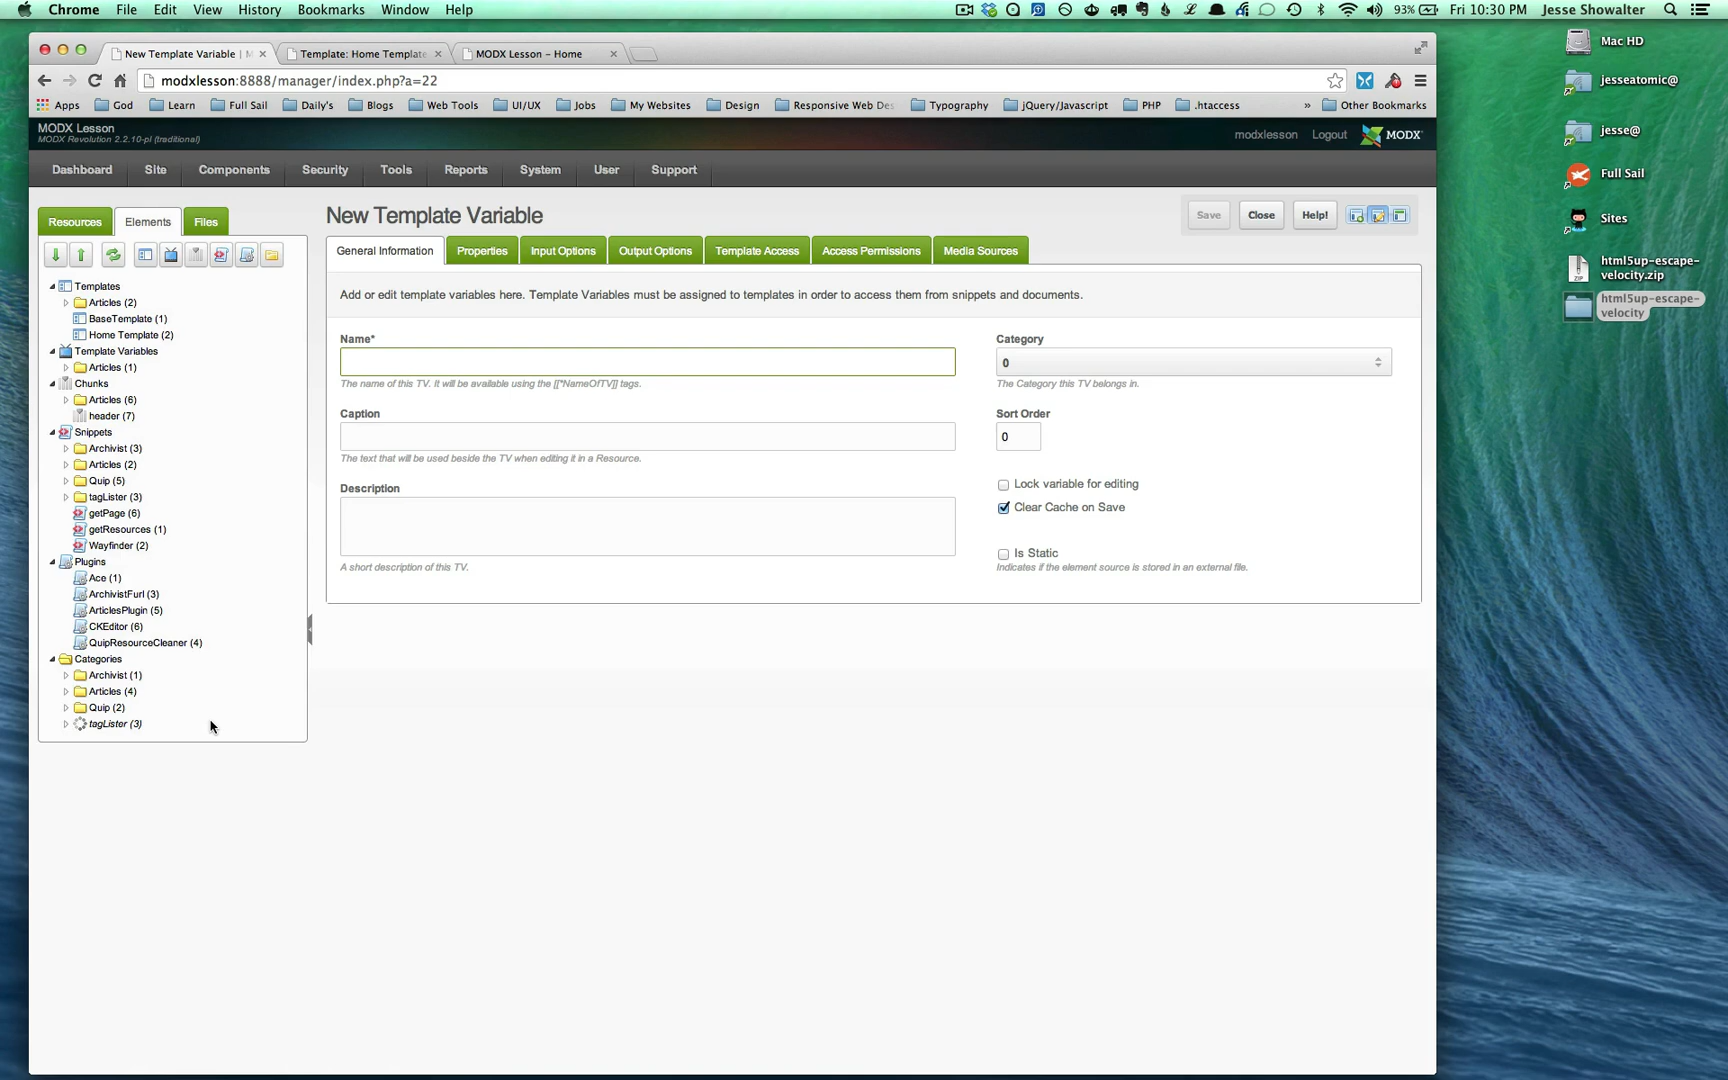 Chrome File Edit View History Bookmarks Window Help 93% Fri 10:30 PM Jesse Showalter
New Template Variable | M Template: Home Template MODX Lesson – Home
modxlesson:8888/manager/index.php?a=22
Apps God Learn Full Sail Daily's Blogs Web Tools UI/UX Jobs My Websites Design Responsive Web Des Typography jQuery/Javascript PHP .htaccess » Other Bookmarks
MODX Lesson
MODX Revolution 2.2.10-pl (traditional)
modxlesson Logout MODX
Dashboard Site Components Security Tools Reports System User Support
Resources Elements Files
Templates
Articles (2)
BaseTemplate (1)
Home Template (2)
Template Variables
Articles (1)
Chunks
Articles (6)
header (7)
Snippets
Archivist (3)
Articles (2)
Quip (5)
tagLister (3)
getPage (6)
getResources (1)
Wayfinder (2)
Plugins
Ace (1)
ArchivistFurl (3)
ArticlesPlugin (5)
CKEditor (6)
QuipResourceCleaner (4)
Categories
Archivist (1)
Articles (4)
Quip (2)
tagLister (3)
New Template Variable
Save Close Help!
General Information Properties Input Options Output Options Template Access Access Permissions Media Sources
Add or edit template variables here. Template Variables must be assigned to templates in order to access them from snippets and documents.
Name*
The name of this TV. It will be available using the [[*NameOfTV]] tags.
Caption
The text that will be used beside the TV when editing it in a Resource.
Description
A short description of this TV.
Category
0
The Category this TV belongs in.
Sort Order
0
Lock variable for editing
Clear Cache on Save
Is Static
Indicates if the element source is stored in an external file.
Mac HD
jesseatomic@
jesse@
Full Sail
Sites
html5up-escape-
velocity.zip
html5up-escape-
velocity